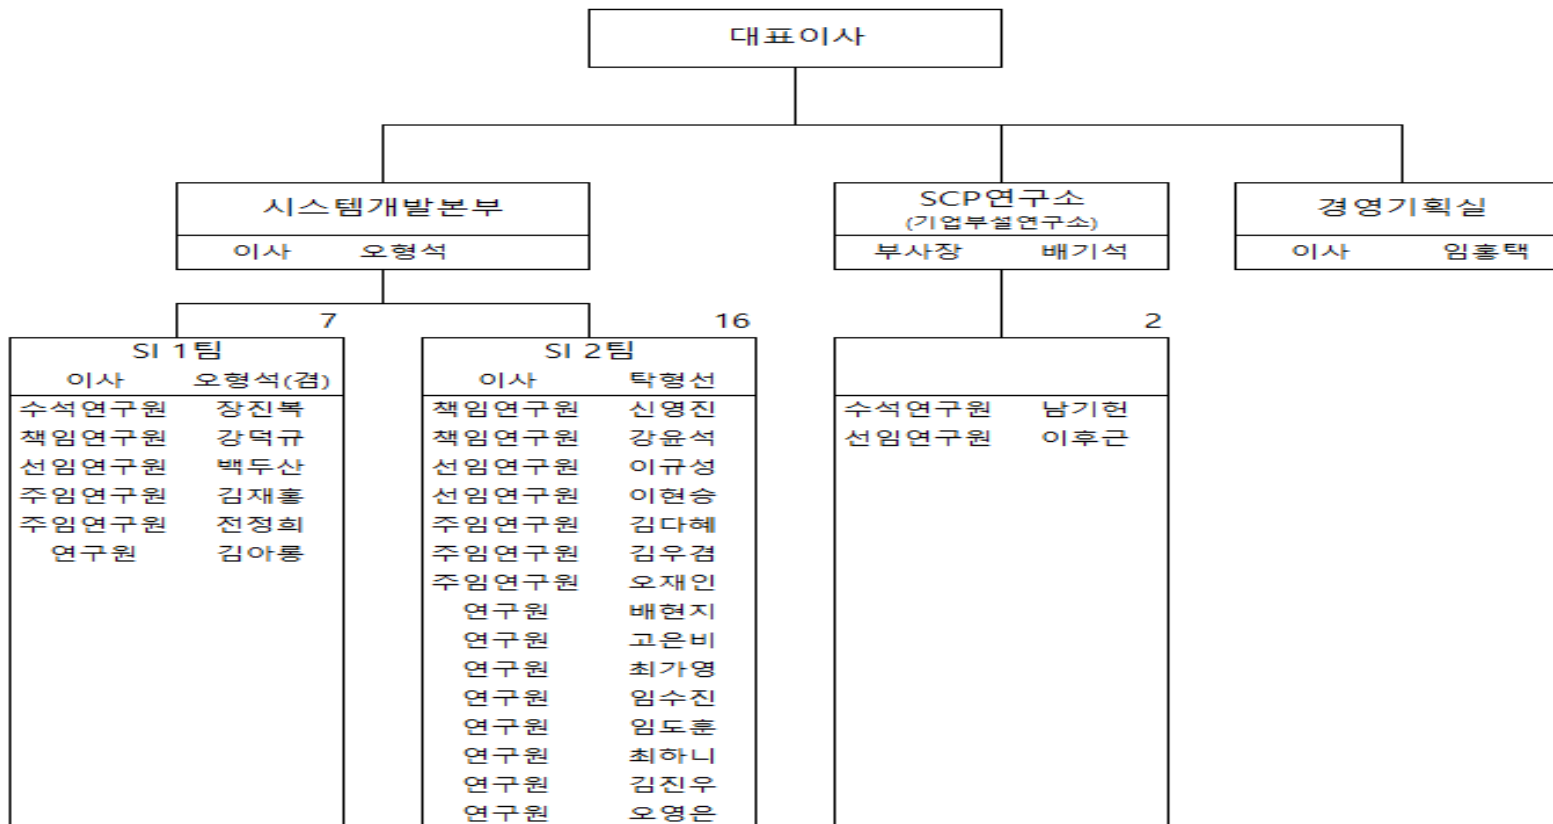 대표이사
시스템개발본부
이사 오형석
SCP연구소
(기업부설연구소)
부사장 배기석
경영기획실
이사 임홍택
7
SI 1팀
이사 오형석(겸)
수석연구원 장진복
책임연구원 강덕규
선임연구원 백두산
주임연구원 김재홍
주임연구원 전정희
연구원 김아롱
16
SI 2팀
이사 탁형선
책임연구원 신영진
책임연구원 강윤석
선임연구원 이규성
선임연구원 이현승
주임연구원 김다혜
주임연구원 김우겸
주임연구원 오재인
연구원 배현지
연구원 고은비
연구원 최가영
연구원 임수진
연구원 임도훈
연구원 최하니
연구원 김진우
연구원 오영은
2
수석연구원 남기헌
선임연구원 이후근